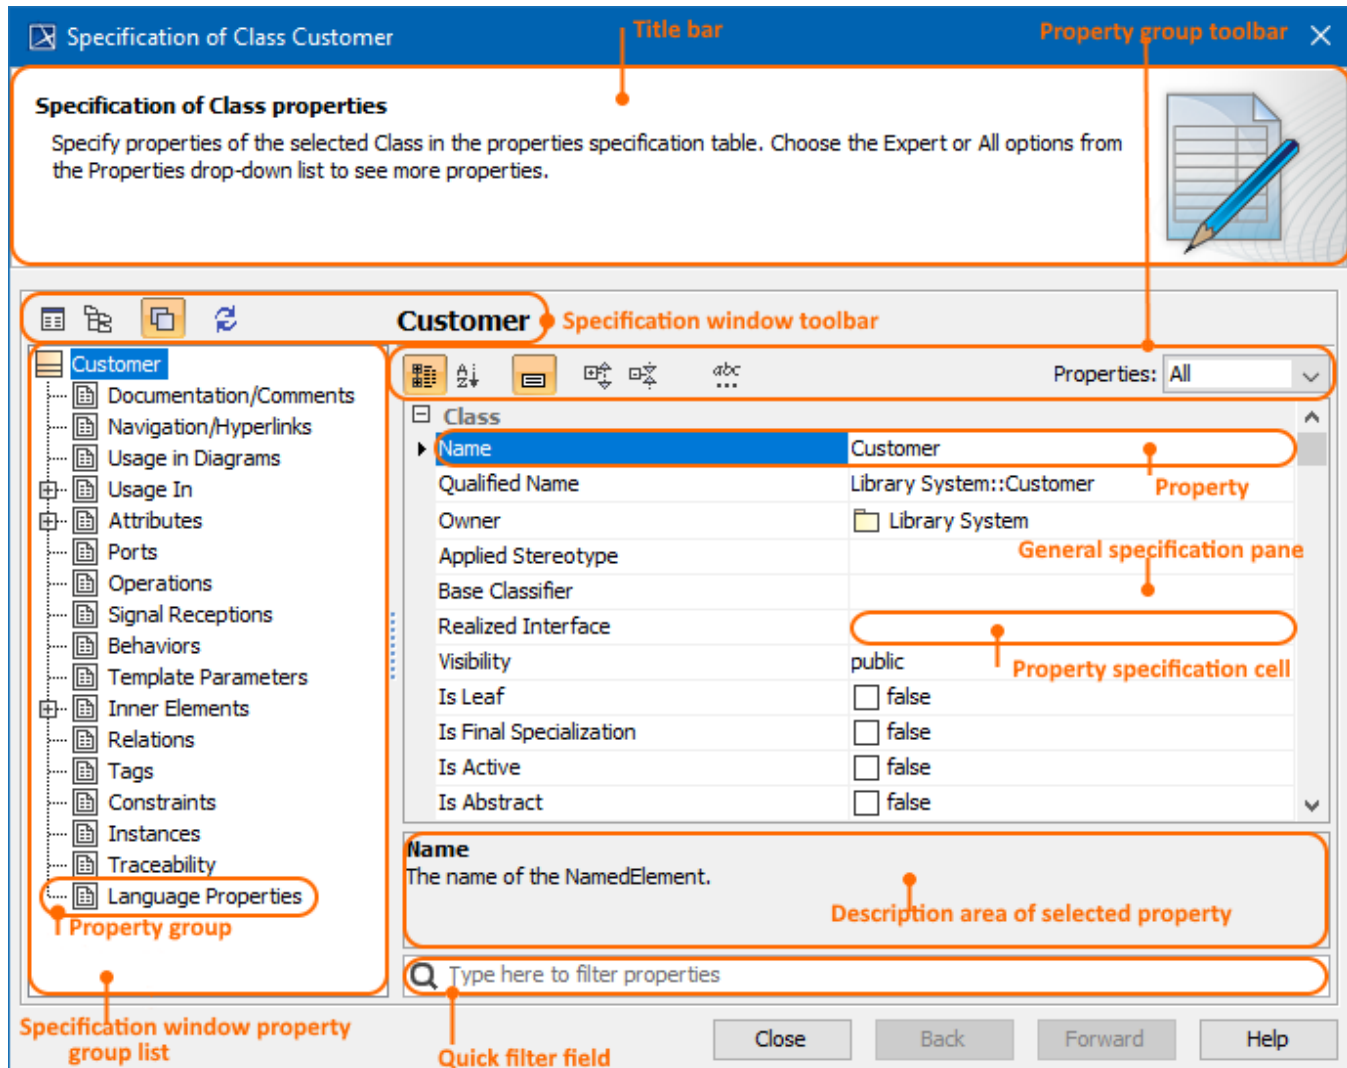 Specification of Class Customer
Title bar
Property group toolbar
Specification of Class properties
Specify properties of the selected Class in the properties specification table. Choose the Expert or All options from
the Properties drop-down list to see more properties.
Customer
Specification window toolbar
Customer
Documentation/Comments
Navigation/Hyperlinks
Usage in Diagrams
Usage In
Attributes
Ports
Operations
Signal Receptions
Behaviors
Template Parameters
Inner Elements
Relations
Tags
Constraints
Instances
Traceability
Language Properties
Property group
Specification window property
group list
A
Z
abc
Properties: All
Class
Name Customer
Qualified Name Library System::Customer
Property
Owner Library System
General specification pane
Applied Stereotype
Base Classifier
Realized Interface
Visibility public
Property specification cell
Is Leaf false
Is Final Specialization false
Is Active false
Is Abstract false
Name
The name of the NamedElement.
Description area of selected property
Type here to filter properties
Quick filter field
Close Back Forward Help